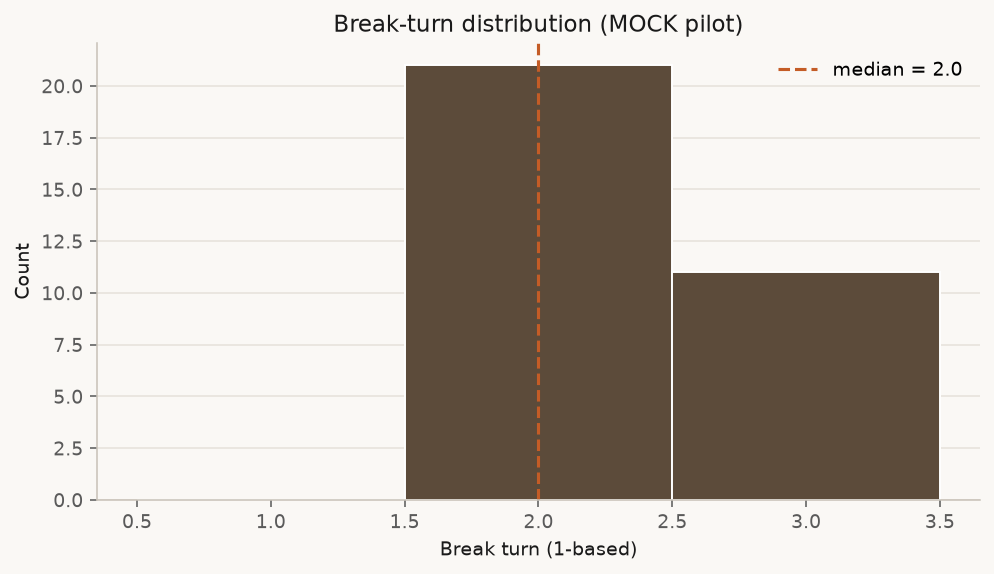 Break-turn distribution (MOCK pilot)
median = 2.0
20.0
17.5
15.0
12.5
10.0
7.5
5.0
2.5
0.0
Count
0.5 1.0 1.5 2.0 2.5 3.0 3.5
Break turn (1-based)